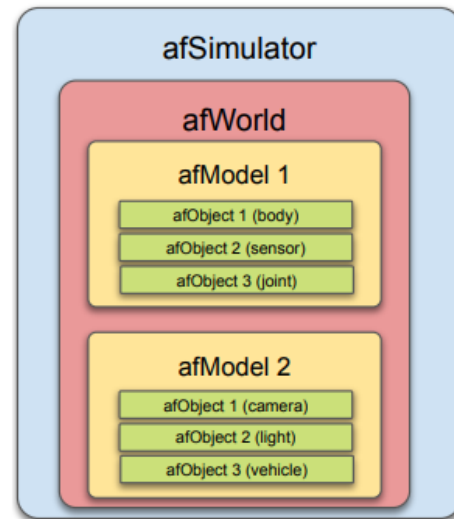 afSimulator
afWorld
afModel 1
afObject 1 (body)
afObject 2 (sensor)
afObject 3 (joint)
afModel 2
afObject 1 (camera)
afObject 2 (light)
afObject 3 (vehicle)